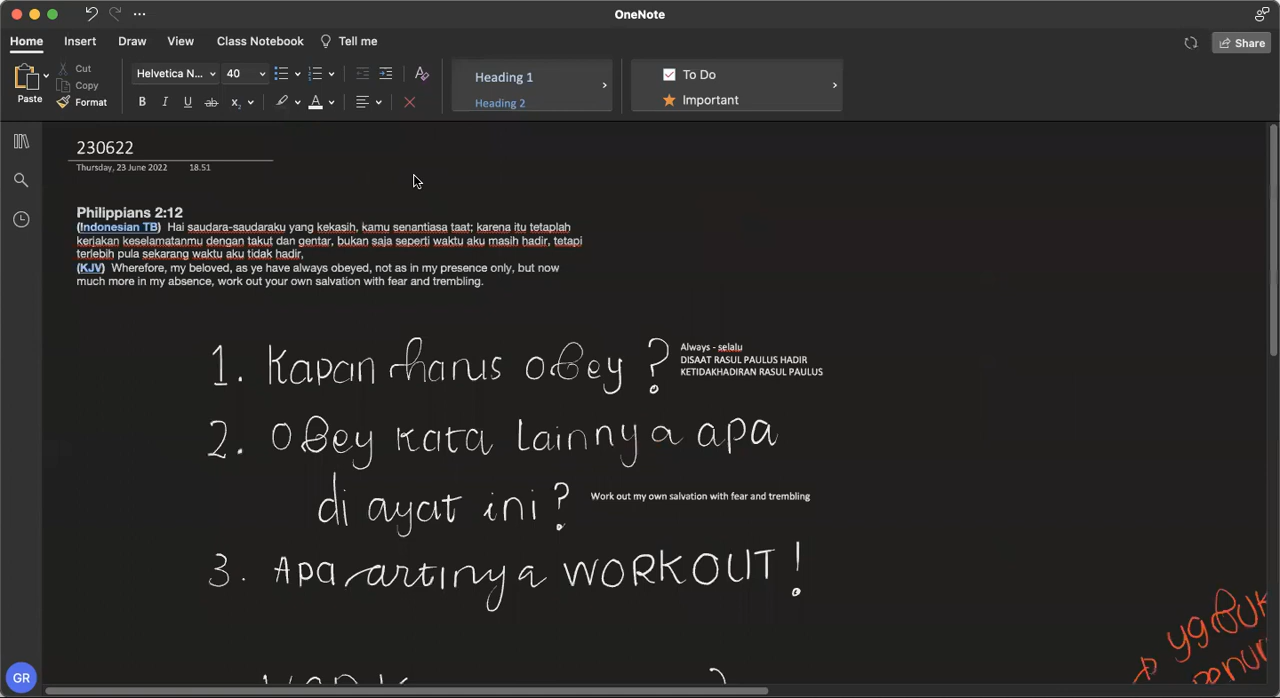 OneNote
Home Insert Draw View Class Notebook Tell me
Share
Paste
Cut
Copy
Format
Helvetica N... 40
B I U ab x₂ A
Heading 1
Heading 2
To Do
Important
230622
Thursday, 23 June 2022 18.51
Philippians 2:12
(Indonesian TB) Hai saudara-saudaraku yang kekasih, kamu senantiasa taat; karena itu tetaplah
kerjakan keselamatanmu dengan takut dan gentar, bukan saja seperti waktu aku masih hadir, tetapi
terlebih pula sekarang waktu aku tidak hadir,
(KJV) Wherefore, my beloved, as ye have always obeyed, not as in my presence only, but now
much more in my absence, work out your own salvation with fear and trembling.
1. Kapan harus obey ?
Always - selalu
DISAAT RASUL PAULUS HADIR
KETIDAKHADIRAN RASUL PAULUS
2. Obey kata lainnya apa
di ayat ini ?
Work out my own salvation with fear and trembling
3. Apa artinya WORKOUT !
GR